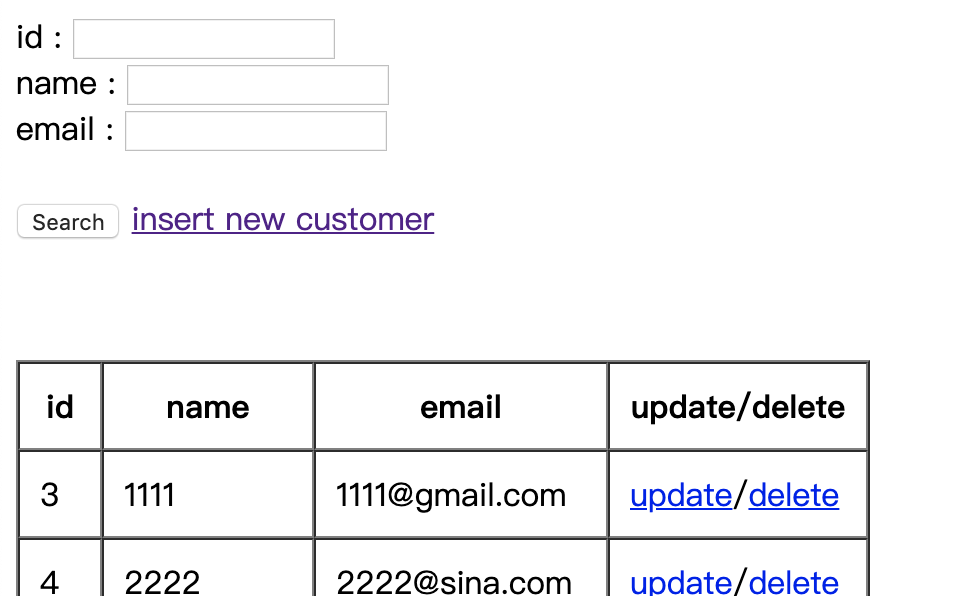 id :
name :
email :
Search insert new customer
id name email update/delete
3 1111 1111@gmail.com update/delete
4 2222 2222@sina.com update/delete